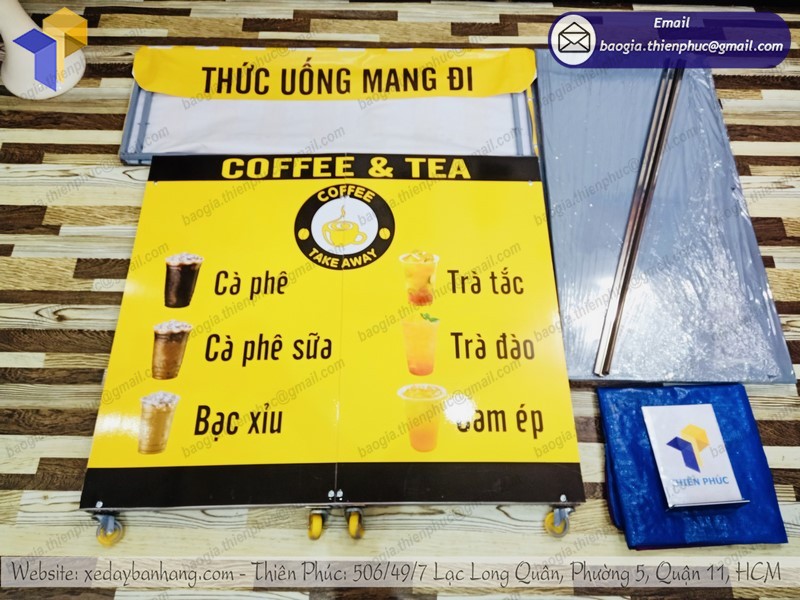 Email
baogia.thienphuc@gmail.com
THỨC UỐNG MANG ĐI
COFFEE & TEA
COFFEE
TAKE AWAY
Cà phê
Trà tắc
Cà phê sữa
Trà đào
Bạc xỉu
Cam ép
THIÊN PHÚC
Website: xedaybanhang.com - Thiên Phúc: 506/49/7 Lạc Long Quân, Phường 5, Quận 11, HCM